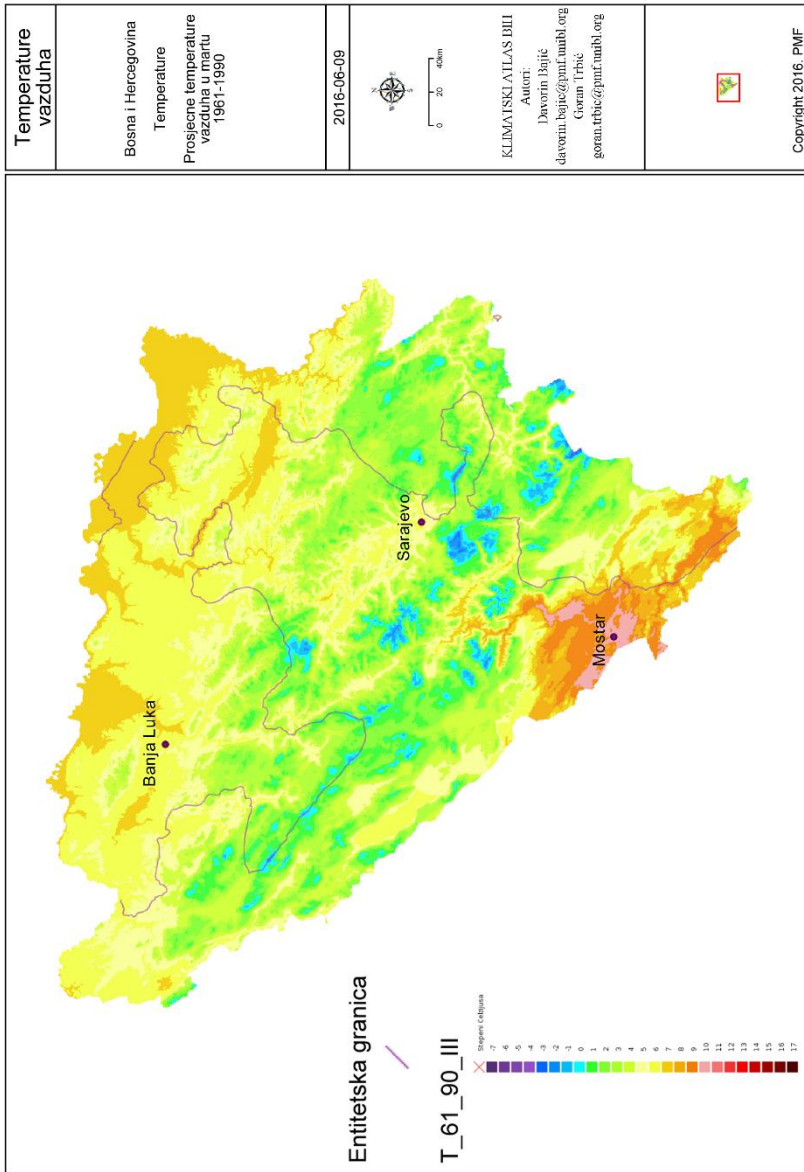 Temperature
vazduha
Bosna i Hercegovina
Temperature
Prosjecne temperature
vazduha u martu
1961-1990
2016-06-09
N
E
S
W
0 20 40km
KLIMATSKI ATLAS BIH
Autori:
Davorin Bajić
davorin.bajic@pmf.unibl.org
Goran Trbić
goran.trbic@pmf.unibl.org
Copyright 2016. PMF
Banja Luka
Sarajevo
Mostar
Entitetska granica
T_61_90_III
Stepeni Celzijusa
-7
-6
-5
-4
-3
-2
-1
0
1
2
3
4
5
6
7
8
9
10
11
12
13
14
15
16
17